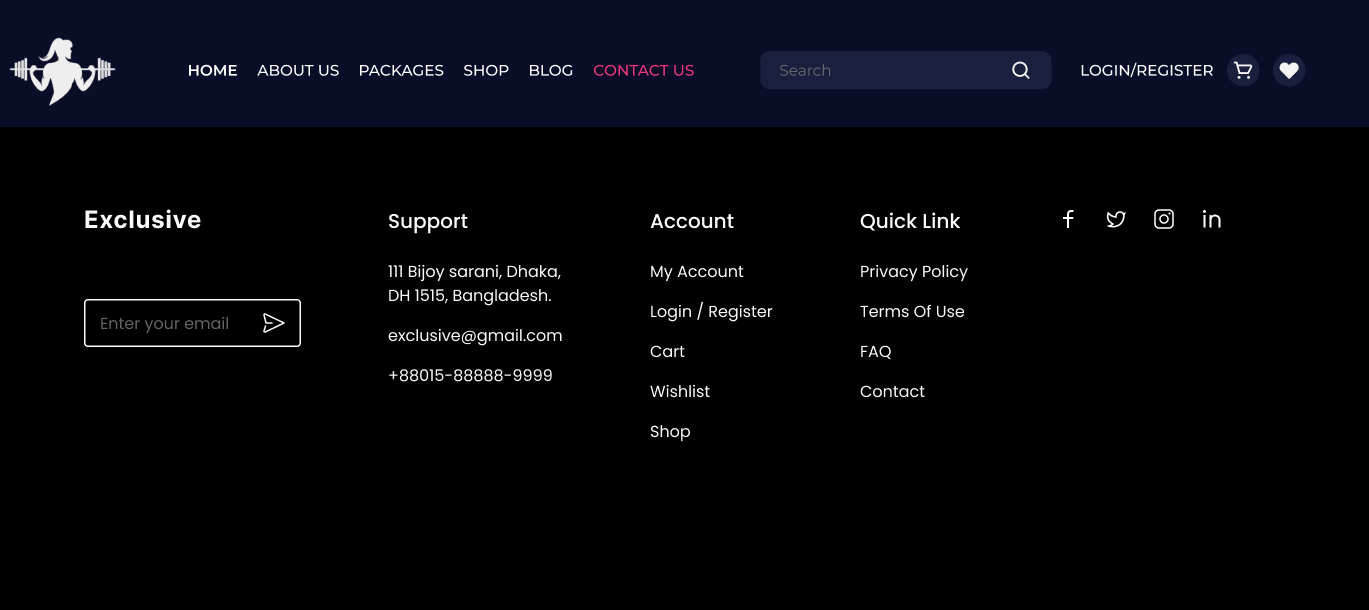 HOME ABOUT US PACKAGES SHOP BLOG CONTACT US Search LOGIN/REGISTER
Exclusive
Enter your email
Support
111 Bijoy sarani, Dhaka,
DH 1515, Bangladesh.
exclusive@gmail.com
+88015-88888-9999
Account
My Account
Login / Register
Cart
Wishlist
Shop
Quick Link
Privacy Policy
Terms Of Use
FAQ
Contact